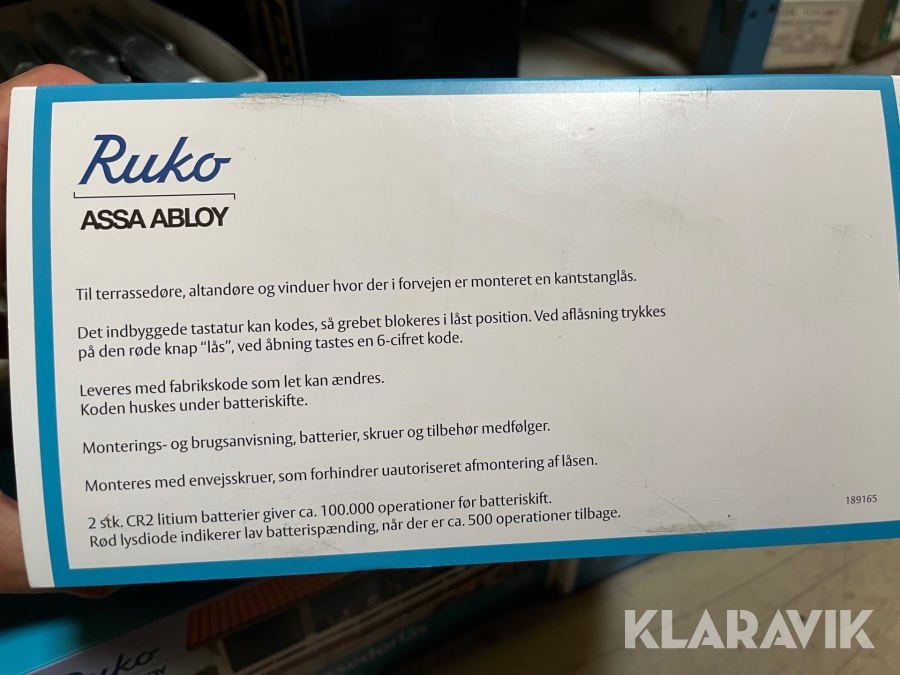 Ruko
ASSA ABLOY
Til terrassedøre, altandøre og vinduer hvor der i forvejen er monteret en kantstanglås.
Det indbyggede tastatur kan kodes, så grebet blokeres i låst position. Ved aflåsning trykkes
på den røde knap "lås", ved åbning tastes en 6-cifret kode.
Leveres med fabrikskode som let kan ændres.
Koden huskes under batteriskifte.
Monterings- og brugsanvisning, batterier, skruer og tilbehør medfølger.
Monteres med envejsskruer, som forhindrer uautoriseret afmontering af låsen.
2 stk. CR2 litium batterier giver ca. 100.000 operationer før batteriskift.
Rød lysdiode indikerer lav batterispænding, når der er ca. 500 operationer tilbage.
189165
KLARAVIK
Ruko